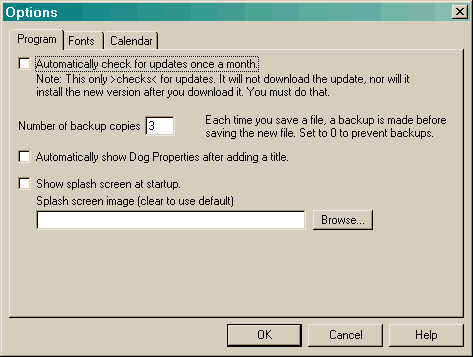 Options
Program Fonts Calendar
Automatically check for updates once a month.
Note: This only >checks< for updates. It will not download the update, nor will it
install the new version after you download it. You must do that.
Number of backup copies 3 Each time you save a file, a backup is made before
saving the new file. Set to 0 to prevent backups.
Automatically show Dog Properties after adding a title.
Show splash screen at startup.
Splash screen image (clear to use default)
Browse...
OK Cancel Help